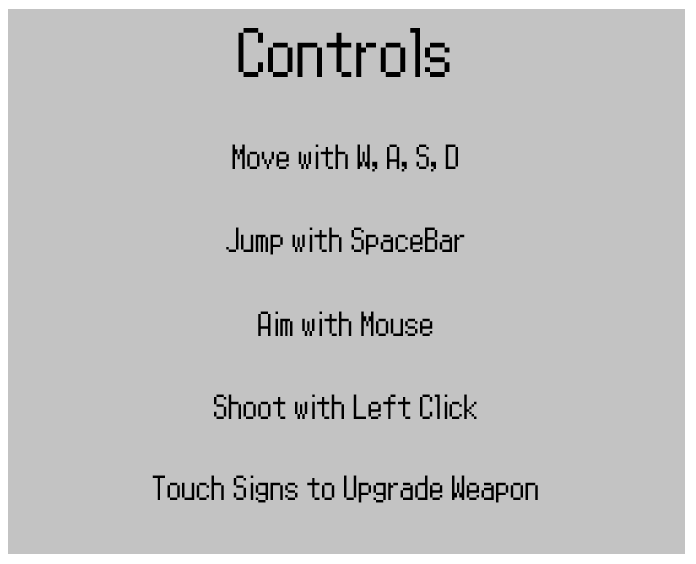 Controls
Move with W, A, S, D
Jump with SpaceBar
Aim with Mouse
Shoot with Left Click
Touch Signs to Upgrade Weapon